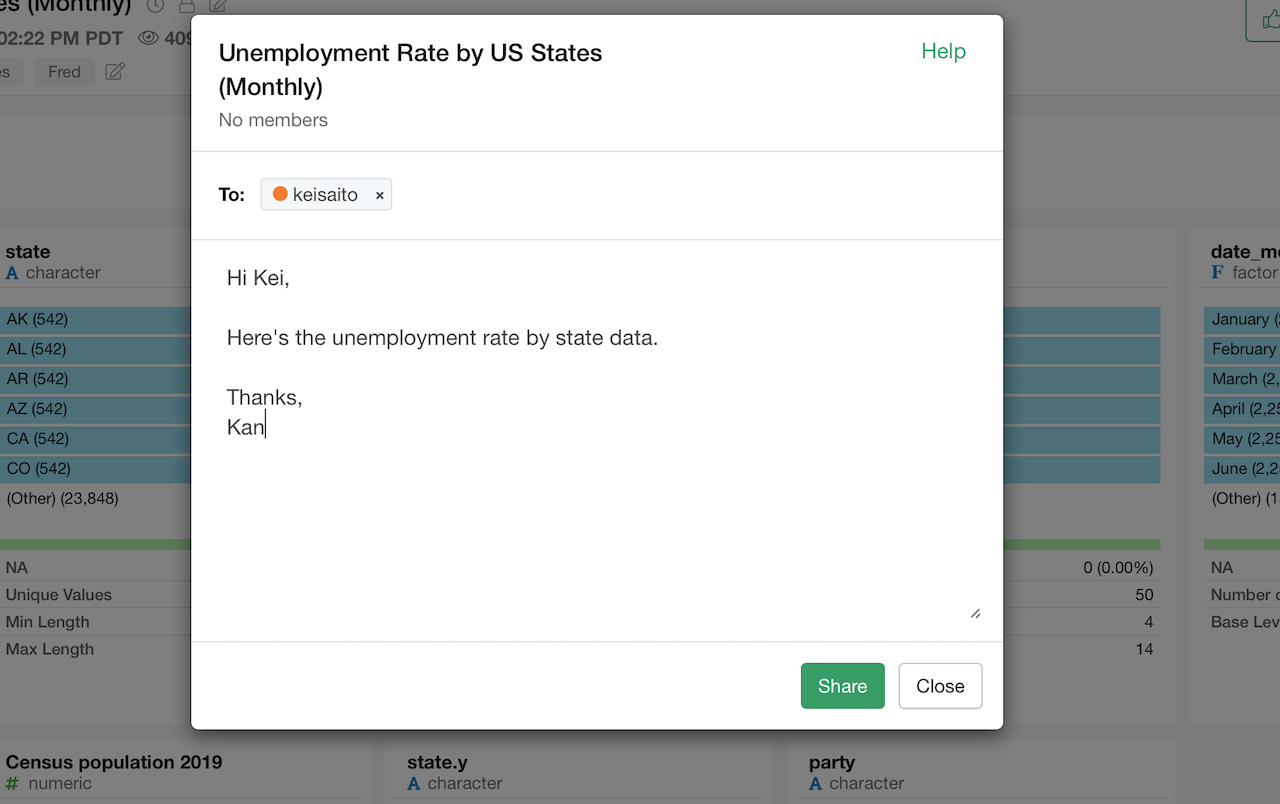 es (Monthly)
02:22 PM PDT 409
es Fred
Unemployment Rate by US States
(Monthly)
Help
No members
To: keisaito ×
Hi Kei,
Here's the unemployment rate by state data.
Thanks,
Kan
Share Close
state
A character
AK (542)
AL (542)
AR (542)
AZ (542)
CA (542)
CO (542)
(Other) (23,848)
NA
Unique Values
Min Length
Max Length
0 (0.00%)
50
4
14
date_mo
F factor
January (
February
March (2,
April (2,25
May (2,25
June (2,2
(Other) (1
NA
Number o
Base Lev
Census population 2019
# numeric
state.y
A character
party
A character